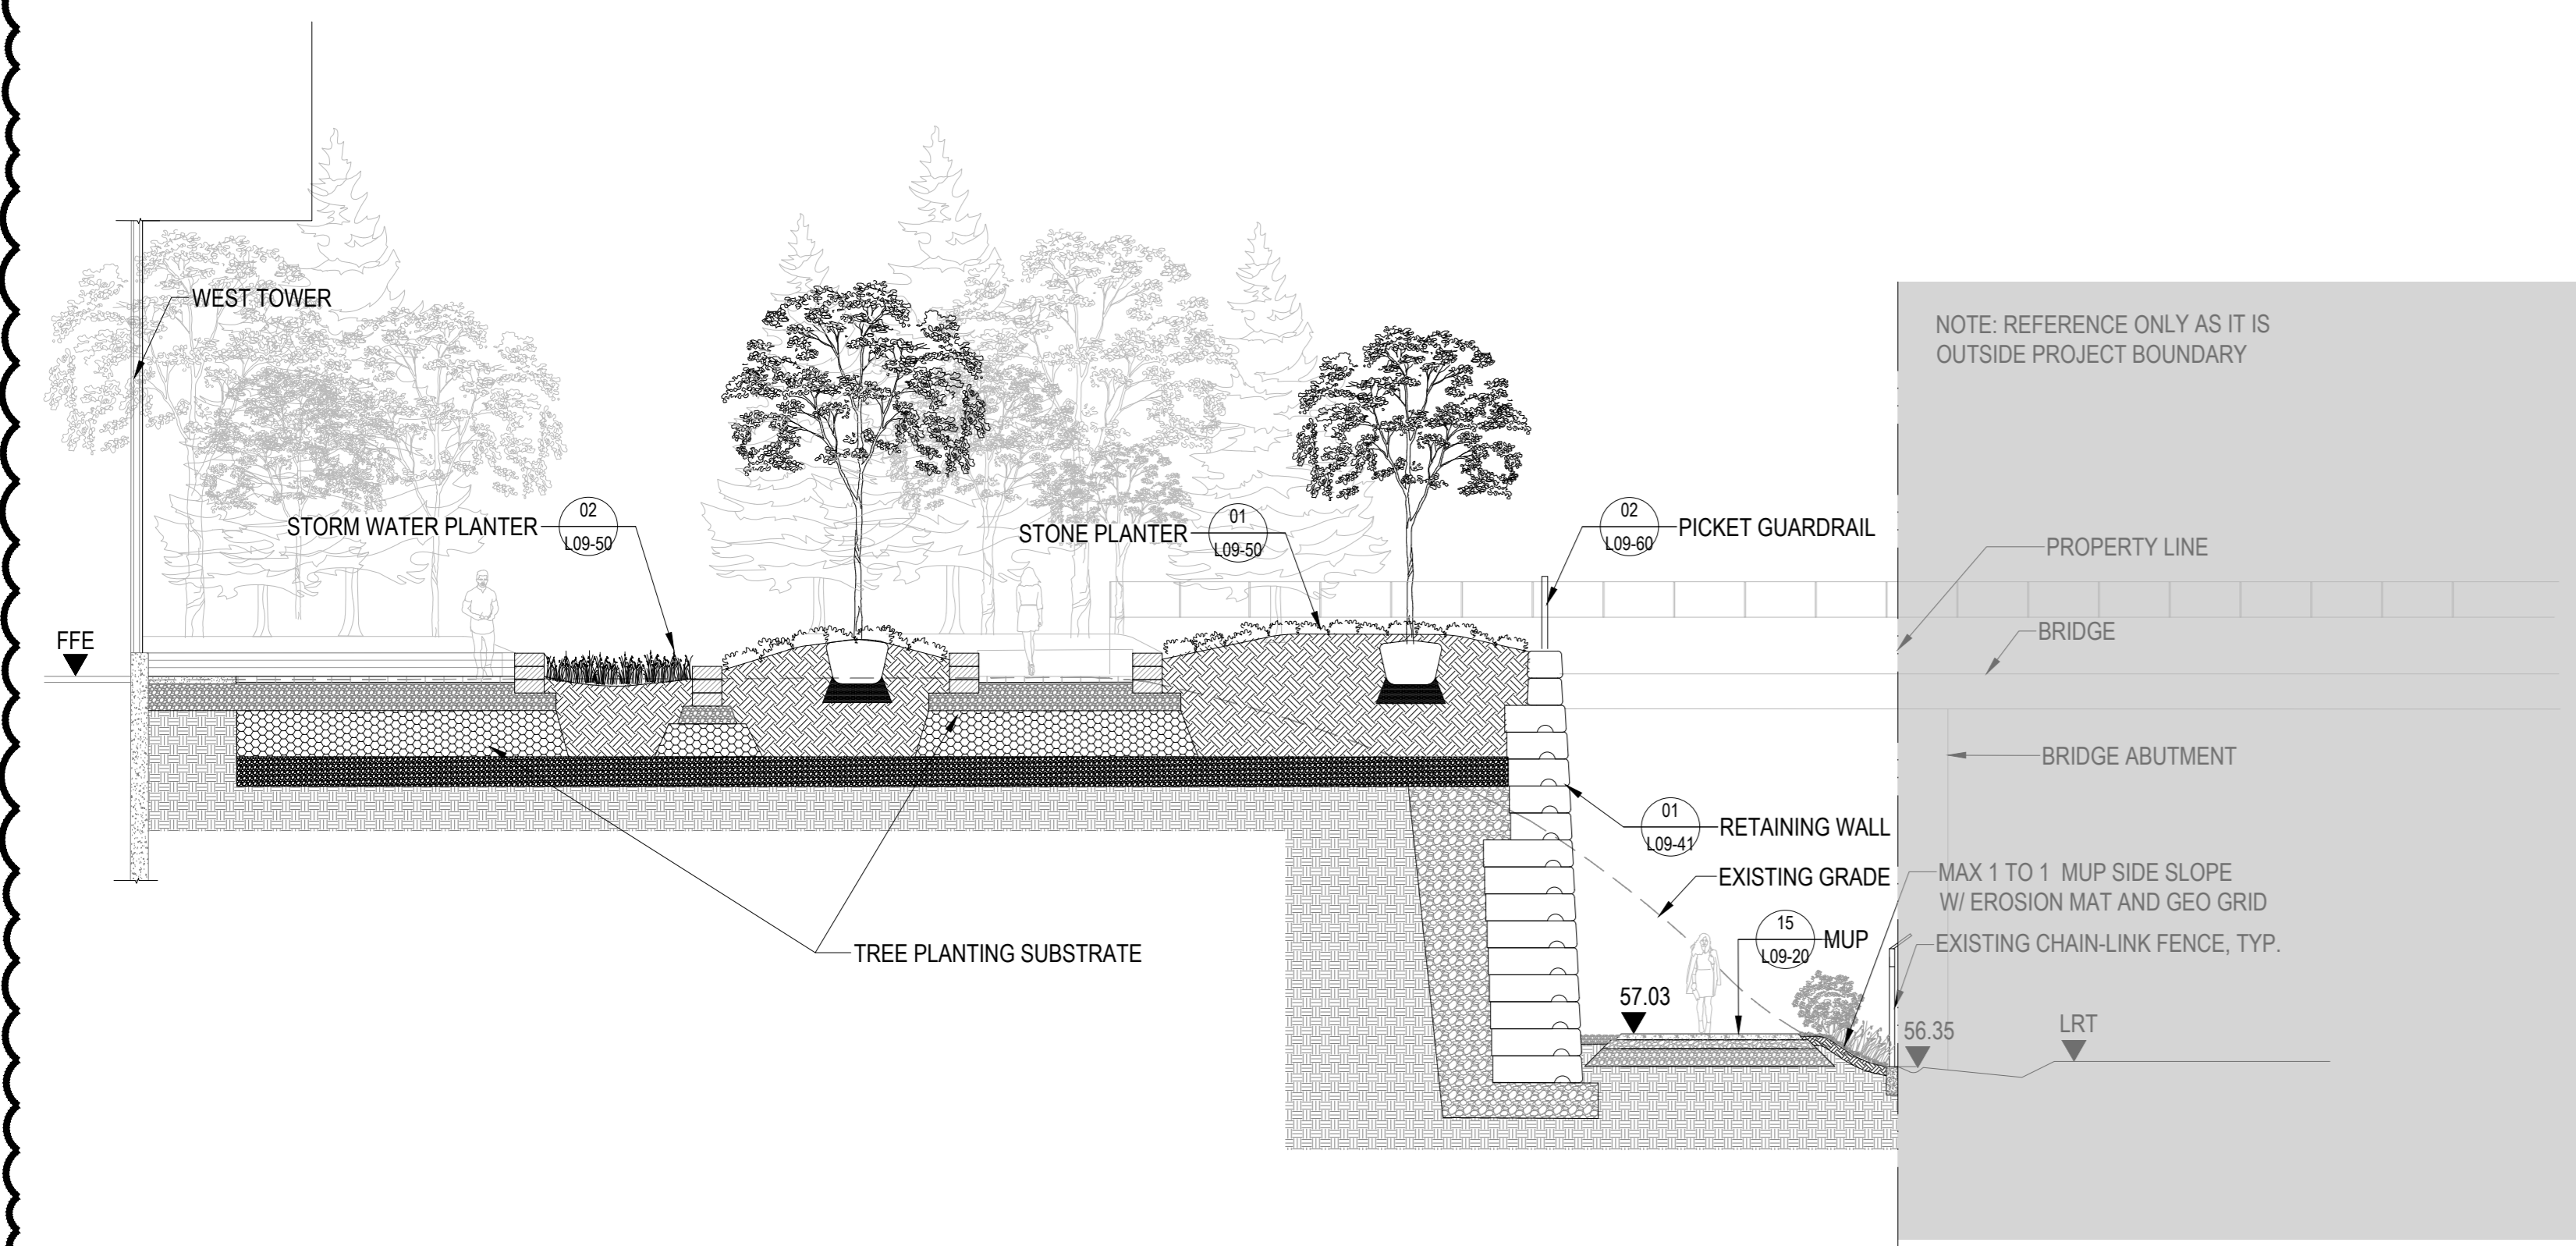 WEST TOWER
NOTE: REFERENCE ONLY AS IT IS
OUTSIDE PROJECT BOUNDARY
STORM WATER PLANTER
02
L09-50
STONE PLANTER
01
L09-50
02
L09-60
PICKET GUARDRAIL
PROPERTY LINE
FFE
BRIDGE
BRIDGE ABUTMENT
01
L09-41
RETAINING WALL
EXISTING GRADE
MAX 1 TO 1 MUP SIDE SLOPE
W/ EROSION MAT AND GEO GRID
15
L09-20
MUP
EXISTING CHAIN-LINK FENCE, TYP.
TREE PLANTING SUBSTRATE
57.03
56.35
LRT